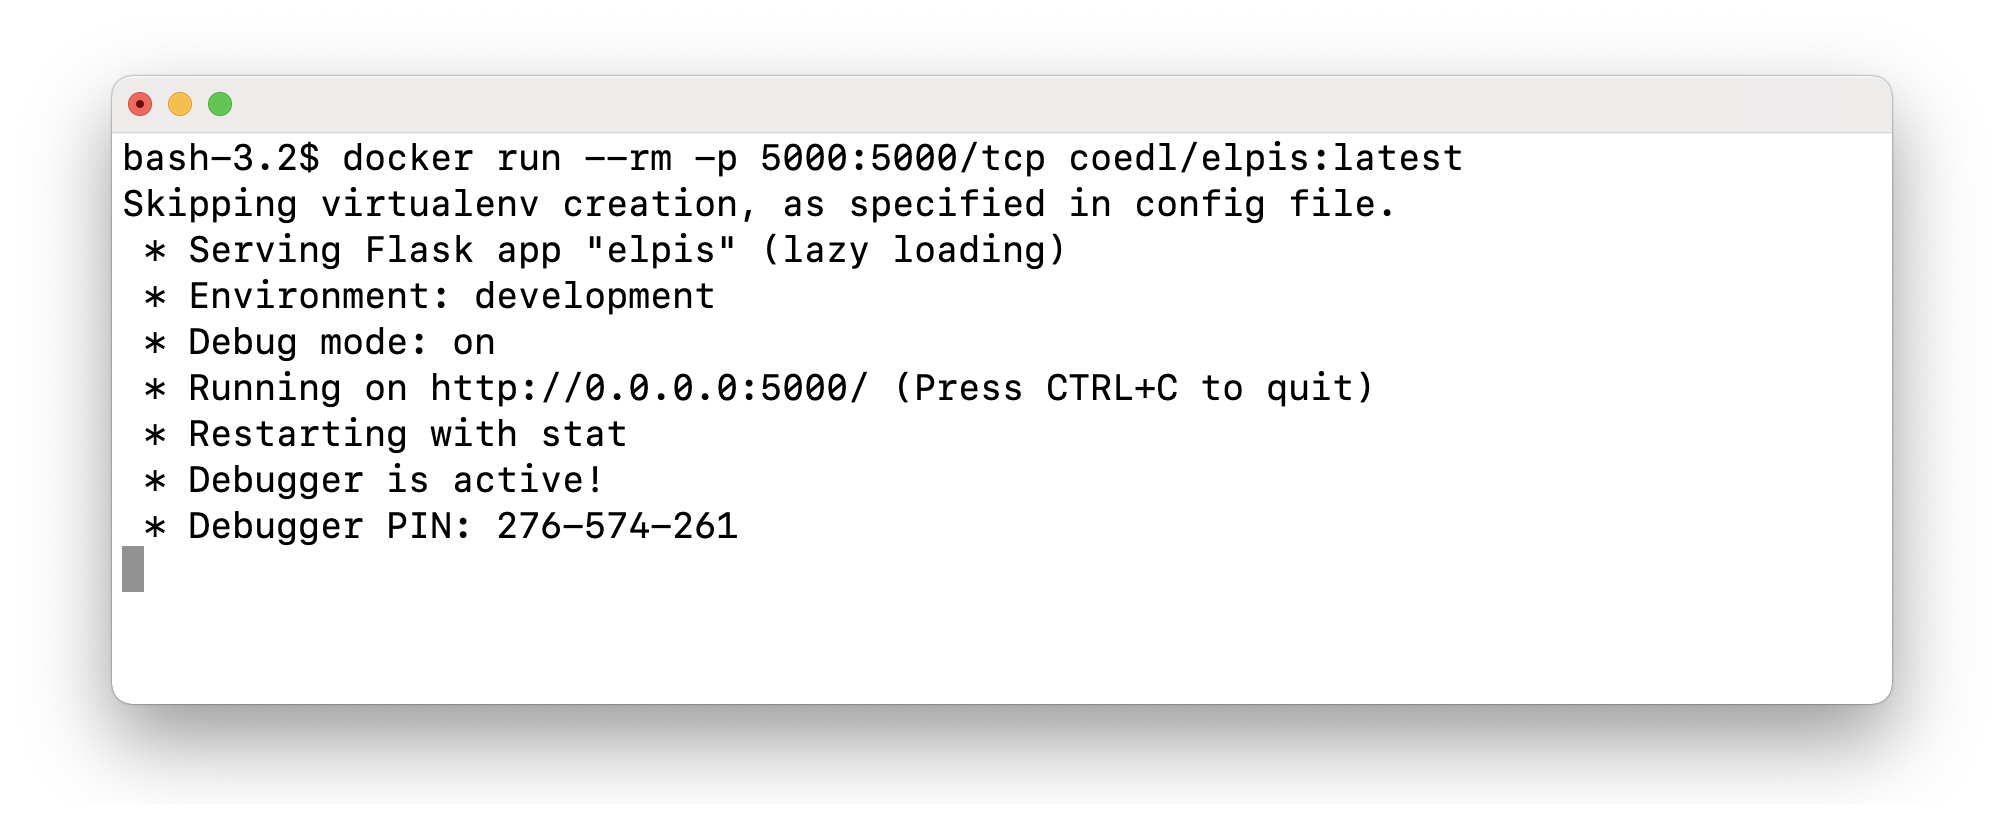 bash-3.2$ docker run --rm -p 5000:5000/tcp coedl/elpis:latest
Skipping virtualenv creation, as specified in config file.
 * Serving Flask app "elpis" (lazy loading)
 * Environment: development
 * Debug mode: on
 * Running on http://0.0.0.0:5000/ (Press CTRL+C to quit)
 * Restarting with stat
 * Debugger is active!
 * Debugger PIN: 276-574-261